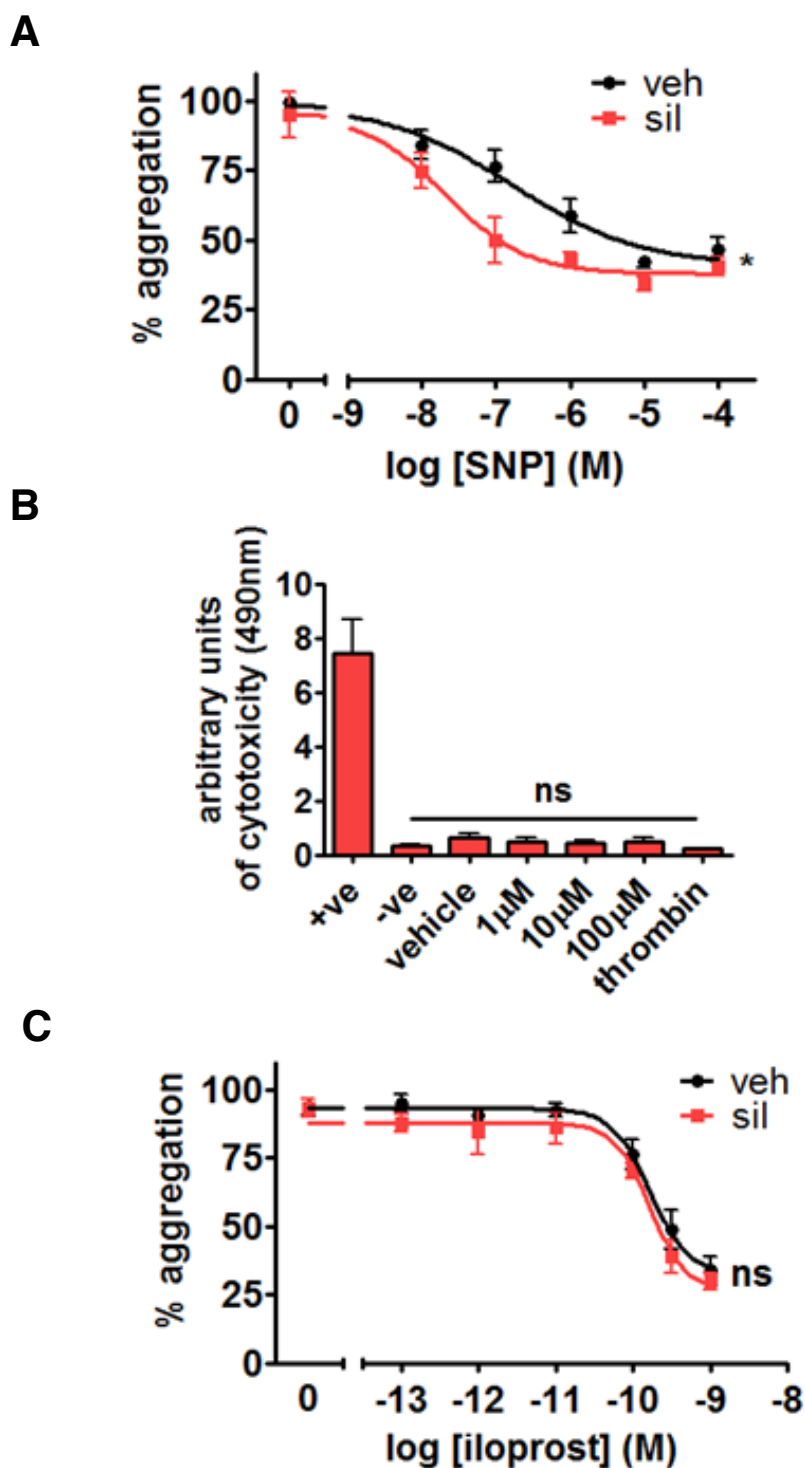 A
% aggregation
100
75
50
25
0
veh
sil
*
0 -9 -8 -7 -6 -5 -4
log [SNP] (M)
B
arbitrary units
of cytotoxicity (490nm)
10
8
6
4
2
0
ns
+ve
-ve
vehicle
1µM
10µM
100µM
thrombin
C
% aggregation
100
75
50
25
0
veh
sil
ns
0 -13 -12 -11 -10 -9 -8
log [iloprost] (M)